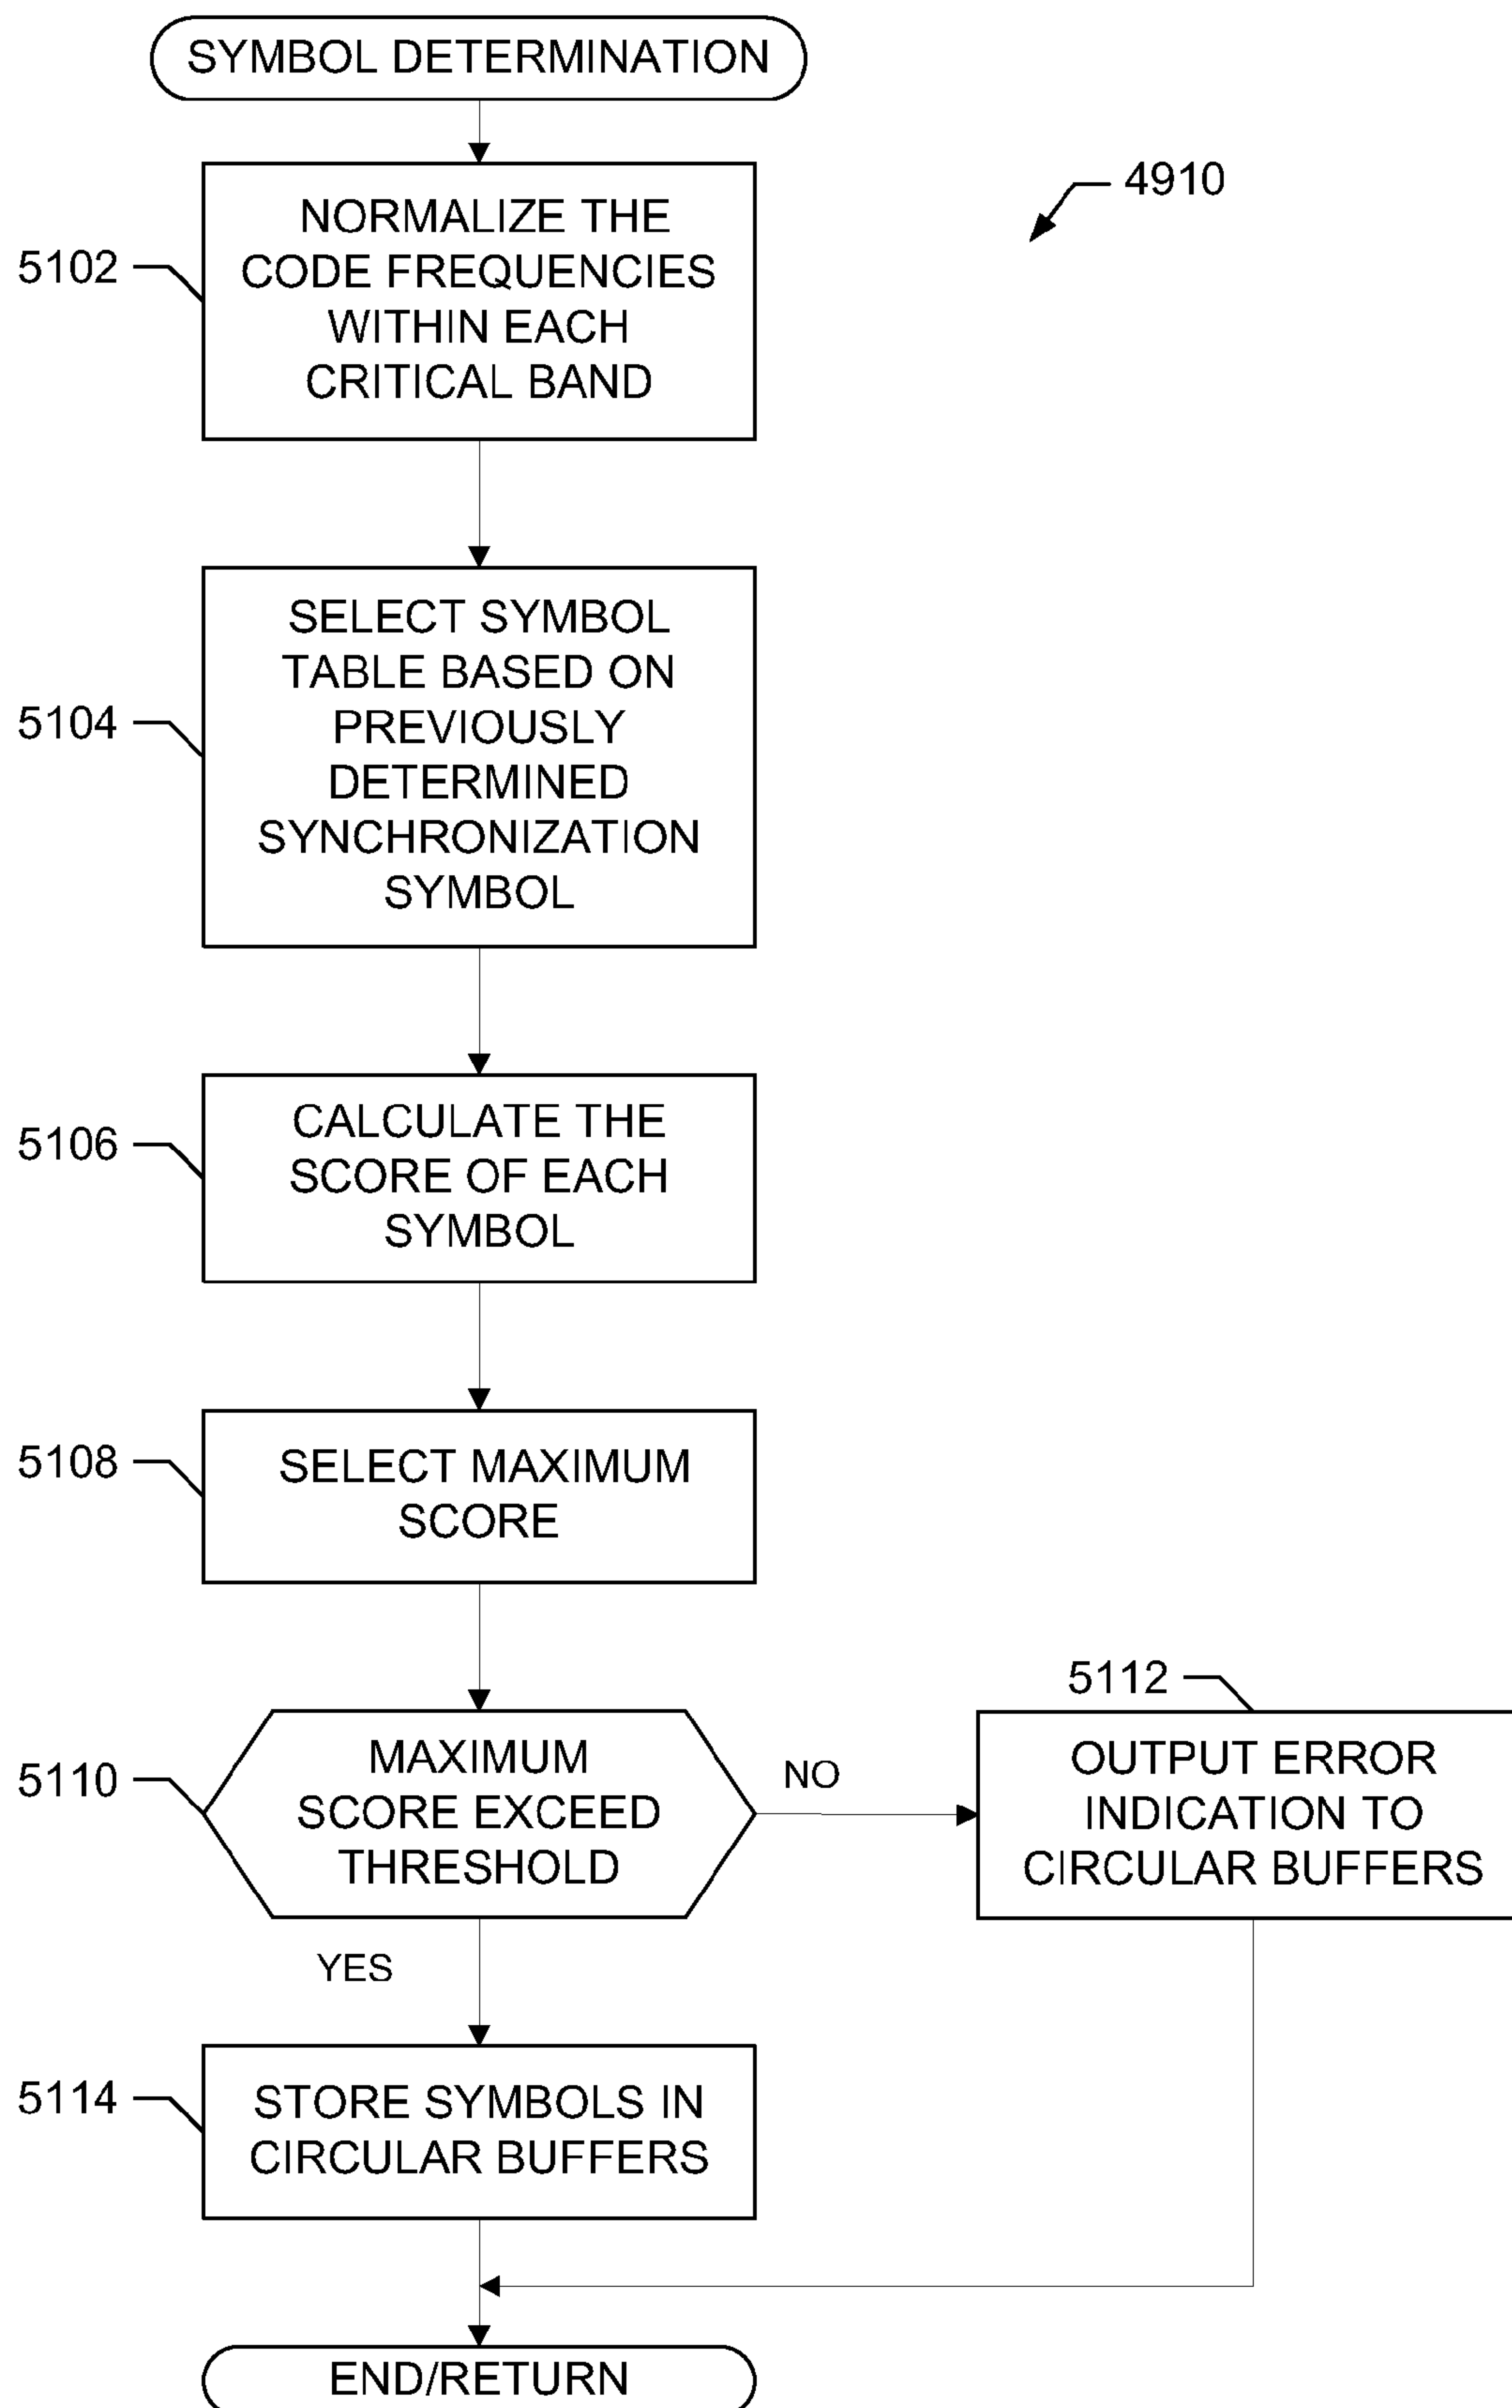 SYMBOL DETERMINATION
4910
5102
NORMALIZE THE
CODE FREQUENCIES
WITHIN EACH
CRITICAL BAND
5104
SELECT SYMBOL
TABLE BASED ON
PREVIOUSLY
DETERMINED
SYNCHRONIZATION
SYMBOL
5106
CALCULATE THE
SCORE OF EACH
SYMBOL
5108
SELECT MAXIMUM
SCORE
5110
MAXIMUM
SCORE EXCEED
THRESHOLD
NO
5112
OUTPUT ERROR
INDICATION TO
CIRCULAR BUFFERS
YES
5114
STORE SYMBOLS IN
CIRCULAR BUFFERS
END/RETURN